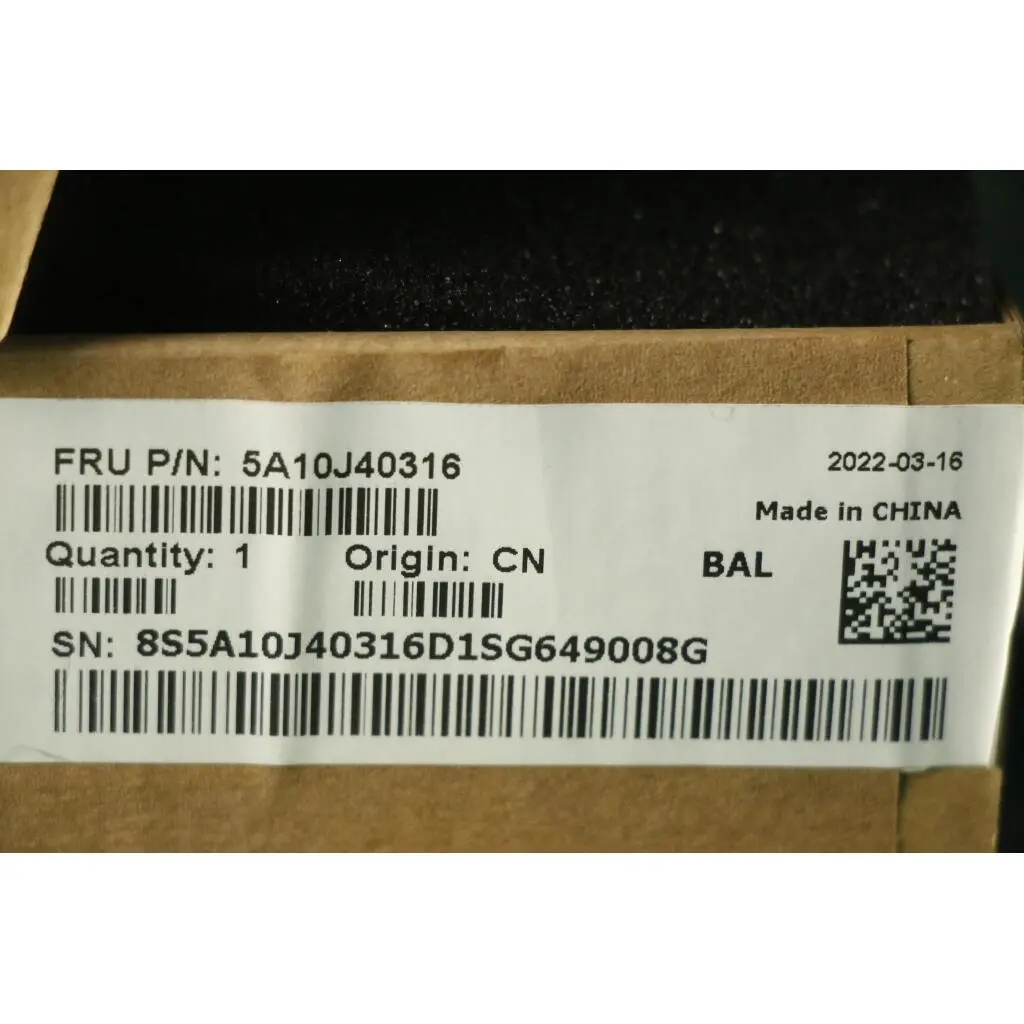 FRU P/N: 5A10J40316
2022-03-16
Made in CHINA
Quantity: 1 Origin: CN
BAL
SN: 8S5A10J40316D1SG649008G